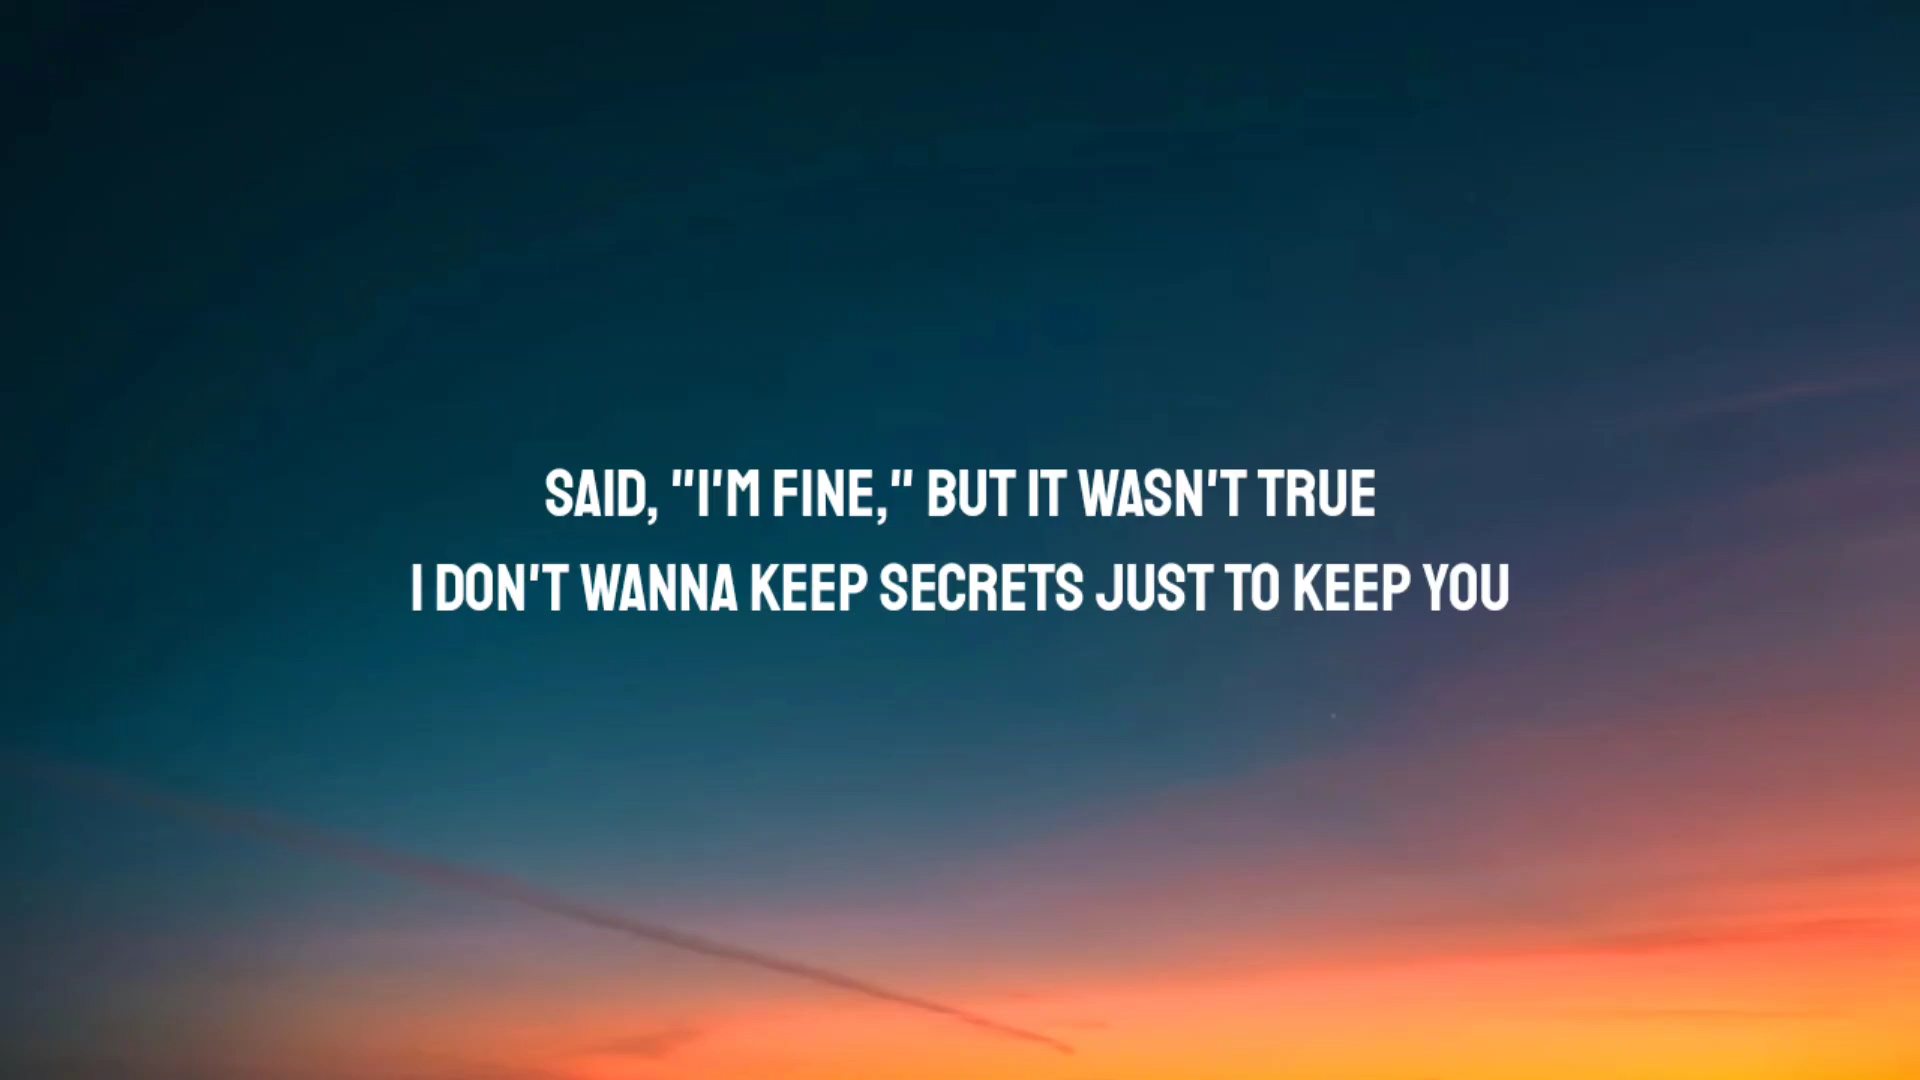 SAID, "I'M FINE," BUT IT WASN'T TRUE
I DON'T WANNA KEEP SECRETS JUST TO KEEP YOU